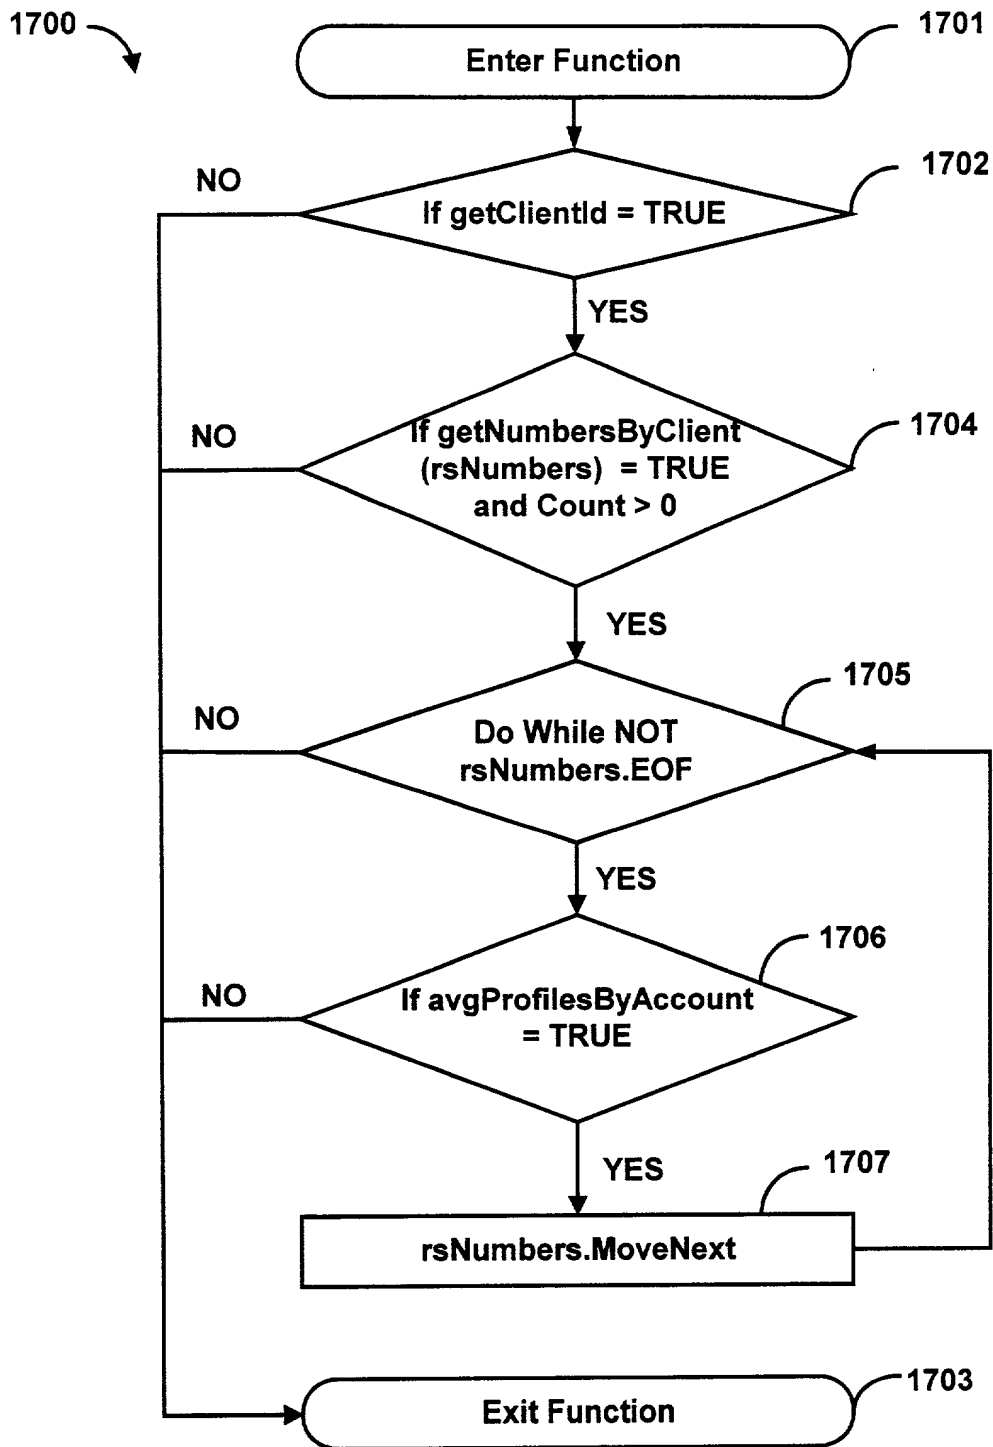 1700
1701
Enter Function
1702
NO
If getClientId = TRUE
YES
1704
NO
If getNumbersByClient
(rsNumbers) = TRUE
and Count > 0
YES
1705
NO
Do While NOT
rsNumbers.EOF
YES
1706
NO
If avgProfilesByAccount
= TRUE
YES
1707
rsNumbers.MoveNext
1703
Exit Function